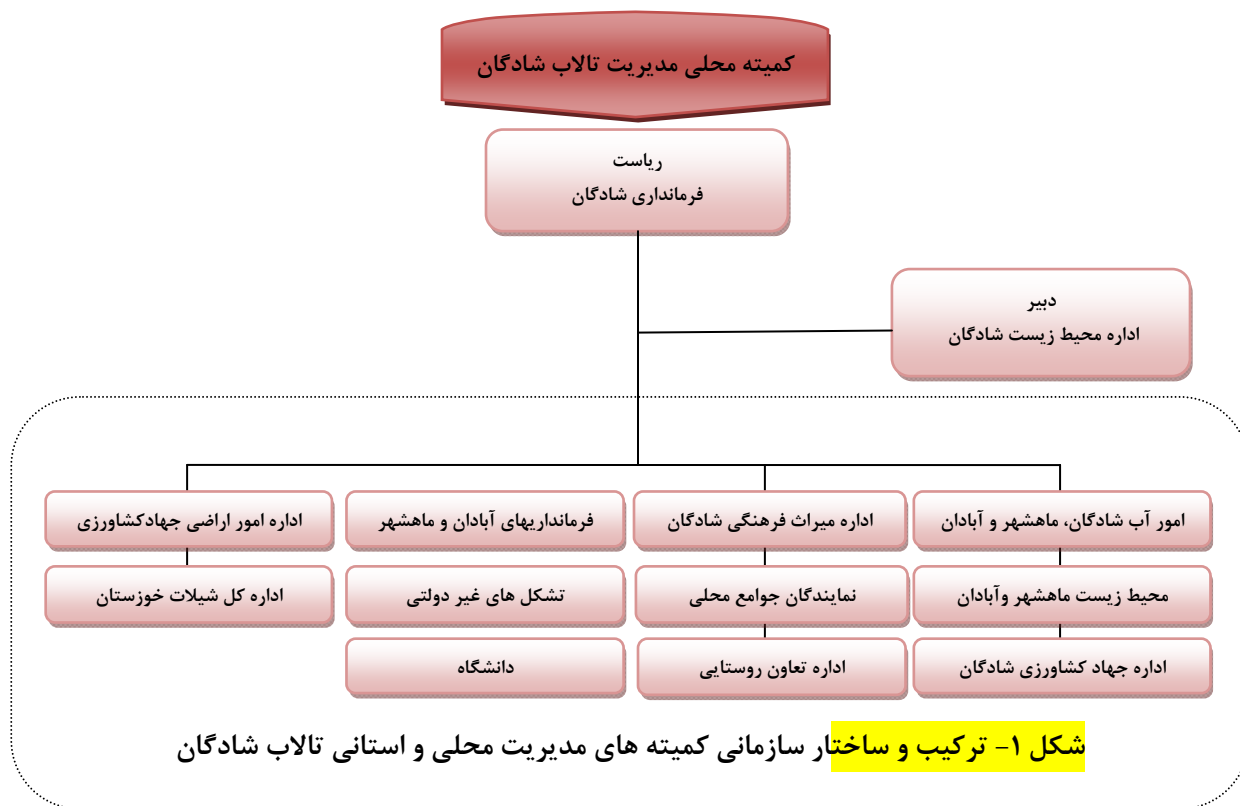 کمیته محلی مدیریت تالاب شادگان
ریاست
فرمانداری شادگان
دبیر
اداره محیط زیست شادگان
امور آب شادگان، ماهشهر و آبادان
اداره میراث فرهنگی شادگان
فرمانداریهای آبادان و ماهشهر
اداره امور اراضی جهادکشاورزی
محیط زیست ماهشهر وآبادان
نمایندگان جوامع محلی
تشکل های غیر دولتی
اداره کل شیلات خوزستان
اداره جهاد کشاورزی شادگان
اداره تعاون روستایی
دانشگاه
شکل ۱- ترکیب و ساختار سازمانی کمیته های مدیریت محلی و استانی تالاب شادگان